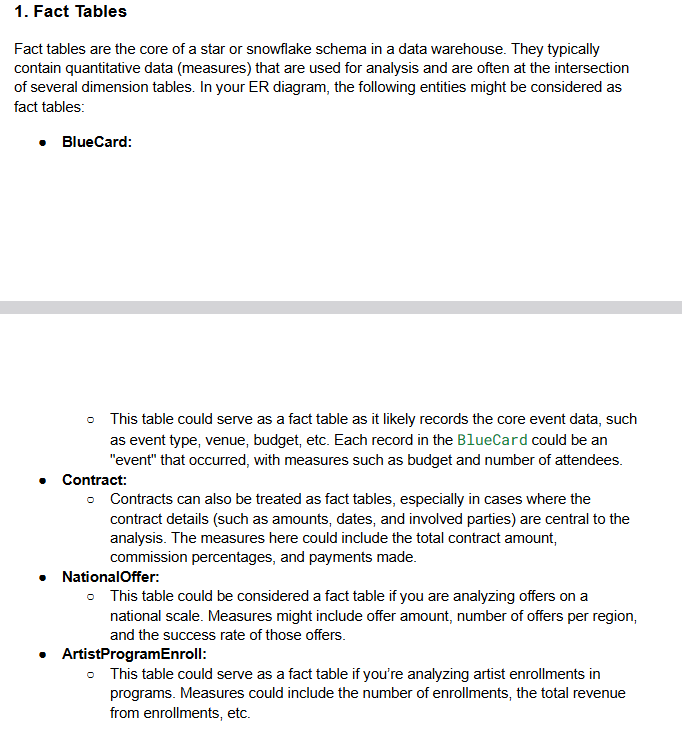 1. Fact Tables
Fact tables are the core of a star or snowflake schema in a data warehouse. They typically
contain quantitative data (measures) that are used for analysis and are often at the intersection
of several dimension tables. In your ER diagram, the following entities might be considered as
fact tables:
● BlueCard:
○ This table could serve as a fact table as it likely records the core event data, such
as event type, venue, budget, etc. Each record in the BlueCard could be an
"event" that occurred, with measures such as budget and number of attendees.
● Contract:
○ Contracts can also be treated as fact tables, especially in cases where the
contract details (such as amounts, dates, and involved parties) are central to the
analysis. The measures here could include the total contract amount,
commission percentages, and payments made.
● NationalOffer:
○ This table could be considered a fact table if you are analyzing offers on a
national scale. Measures might include offer amount, number of offers per region,
and the success rate of those offers.
● ArtistProgramEnroll:
○ This table could serve as a fact table if you're analyzing artist enrollments in
programs. Measures could include the number of enrollments, the total revenue
from enrollments, etc.